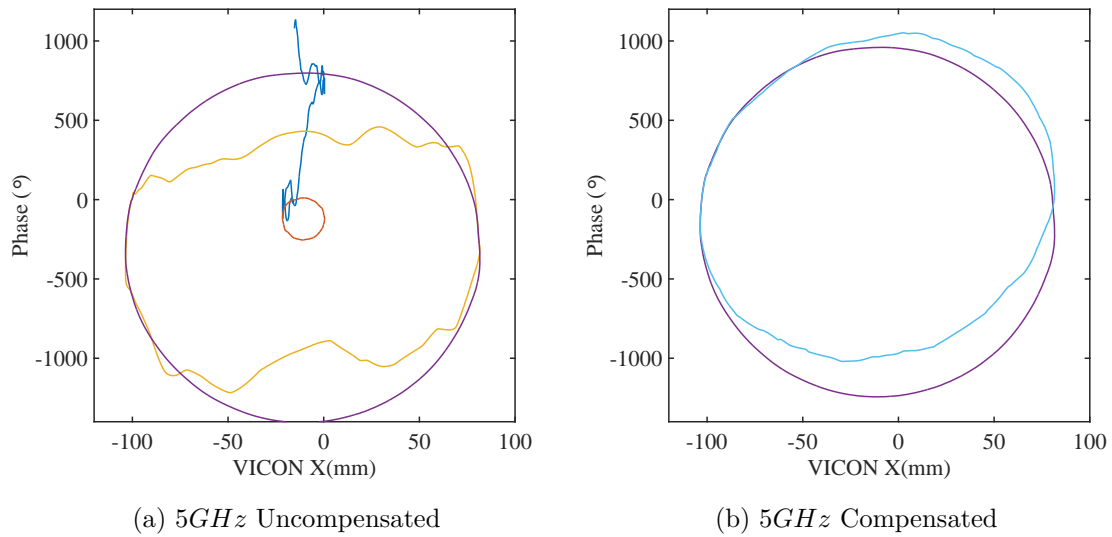 1000
500
0
-500
-1000
Phase (°)
-100 -50 0 50 100
VICON X(mm)
(a) 5GHz Uncompensated
1000
500
0
-500
-1000
Phase (°)
-100 -50 0 50 100
VICON X(mm)
(b) 5GHz Compensated